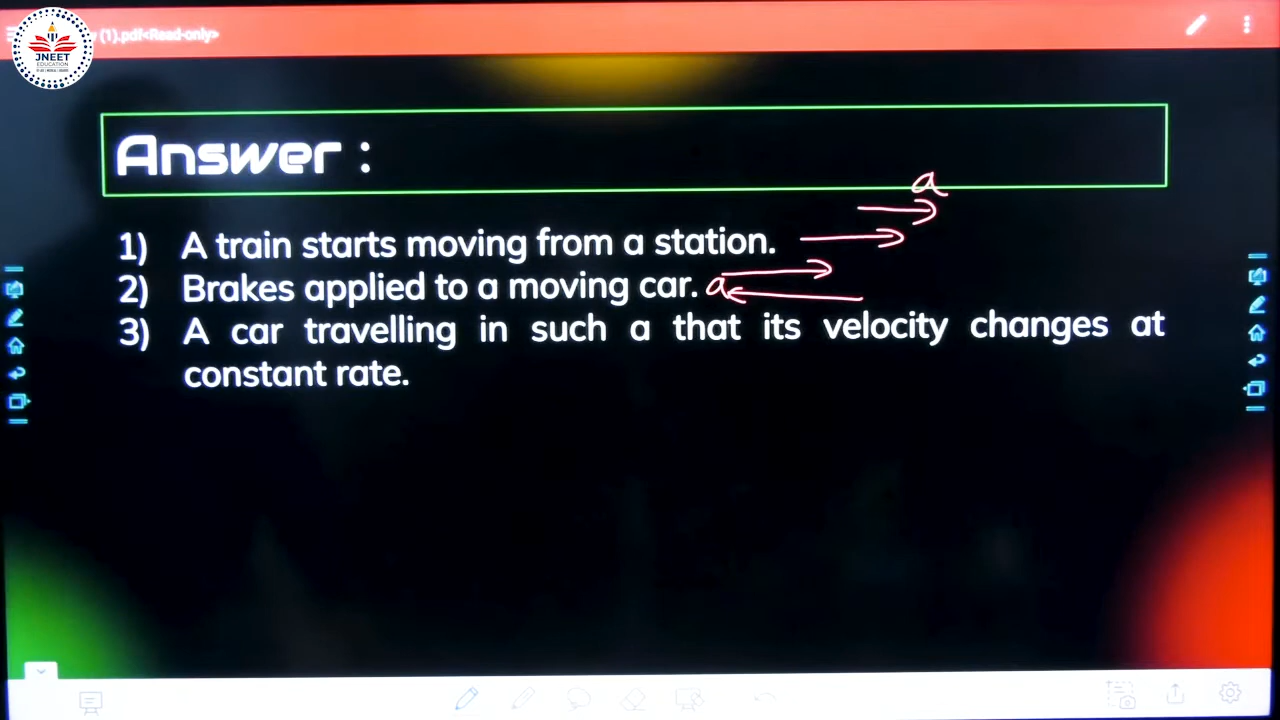 (1).pdf<Read-only>
JNEET
EDUCATION
Answer :
a
1) A train starts moving from a station.
2) Brakes applied to a moving car. a
3) A car travelling in such a that its velocity changes at
constant rate.